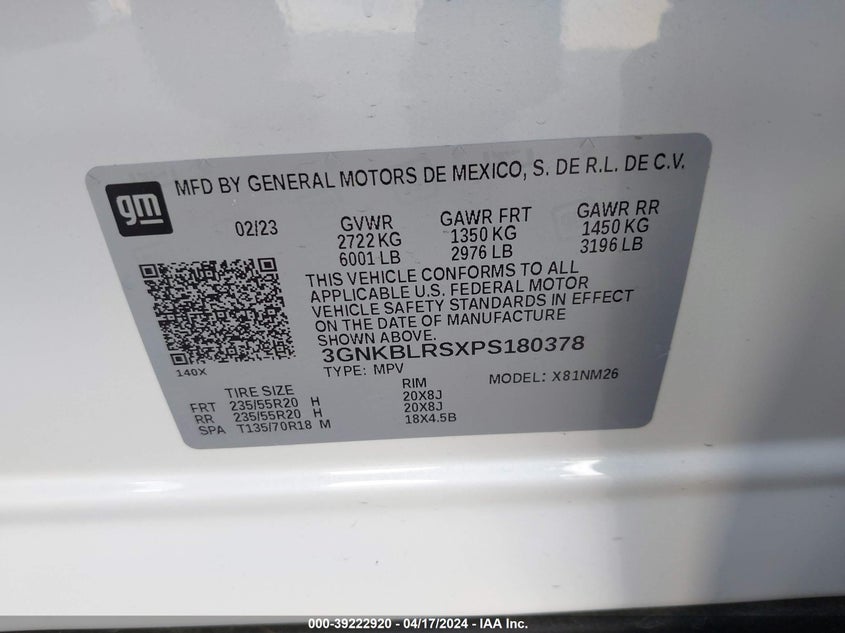 gm
MFD BY GENERAL MOTORS DE MEXICO, S. DE R.L. DE C.V.
02/23 GVWR GAWR FRT GAWR RR
2722 KG 1350 KG 1450 KG
6001 LB 2976 LB 3196 LB
THIS VEHICLE CONFORMS TO ALL
APPLICABLE U.S. FEDERAL MOTOR
VEHICLE SAFETY STANDARDS IN EFFECT
ON THE DATE OF MANUFACTURE
SHOWN ABOVE.
3GNKBLRSXPS180378
140X TYPE: MPV MODEL: X81NM26
TIRE SIZE RIM
FRT 235/55R20 H 20X8J
RR 235/55R20 H 20X8J
SPA T135/70R18 M 18X4.5B
000-39222920 - 04/17/2024 - IAA Inc.